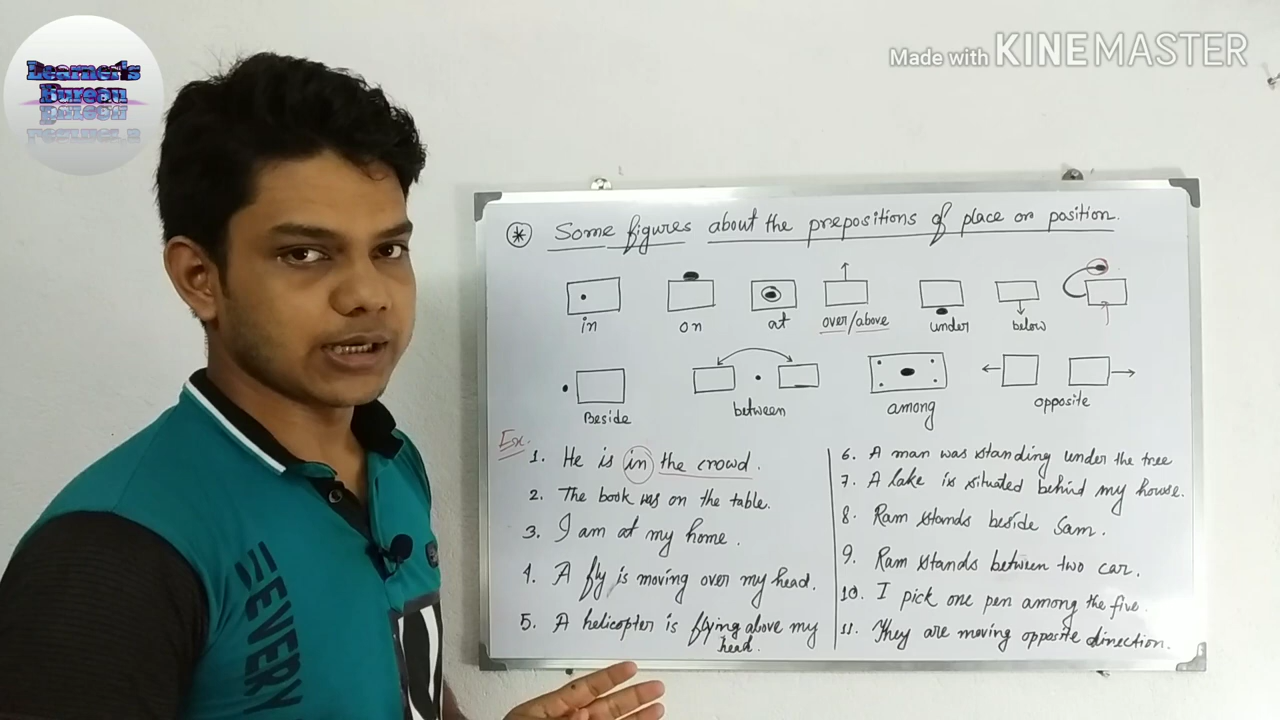 Learner's
Bureau
Made with KINEMASTER
* Some figures about the prepositions of place or position.
in on at over/above under below
Beside between among opposite
Ex.
1. He is in the crowd.
2. The book was on the table.
3. I am at my home.
4. A fly is moving over my head.
5. A helicopter is flying above my
head.
6. A man was standing under the tree
7. A lake is situated behind my house.
8. Ram stands beside Sam.
9. Ram stands between two car.
10. I pick one pen among the five.
11. They are moving opposite direction.
EVERY